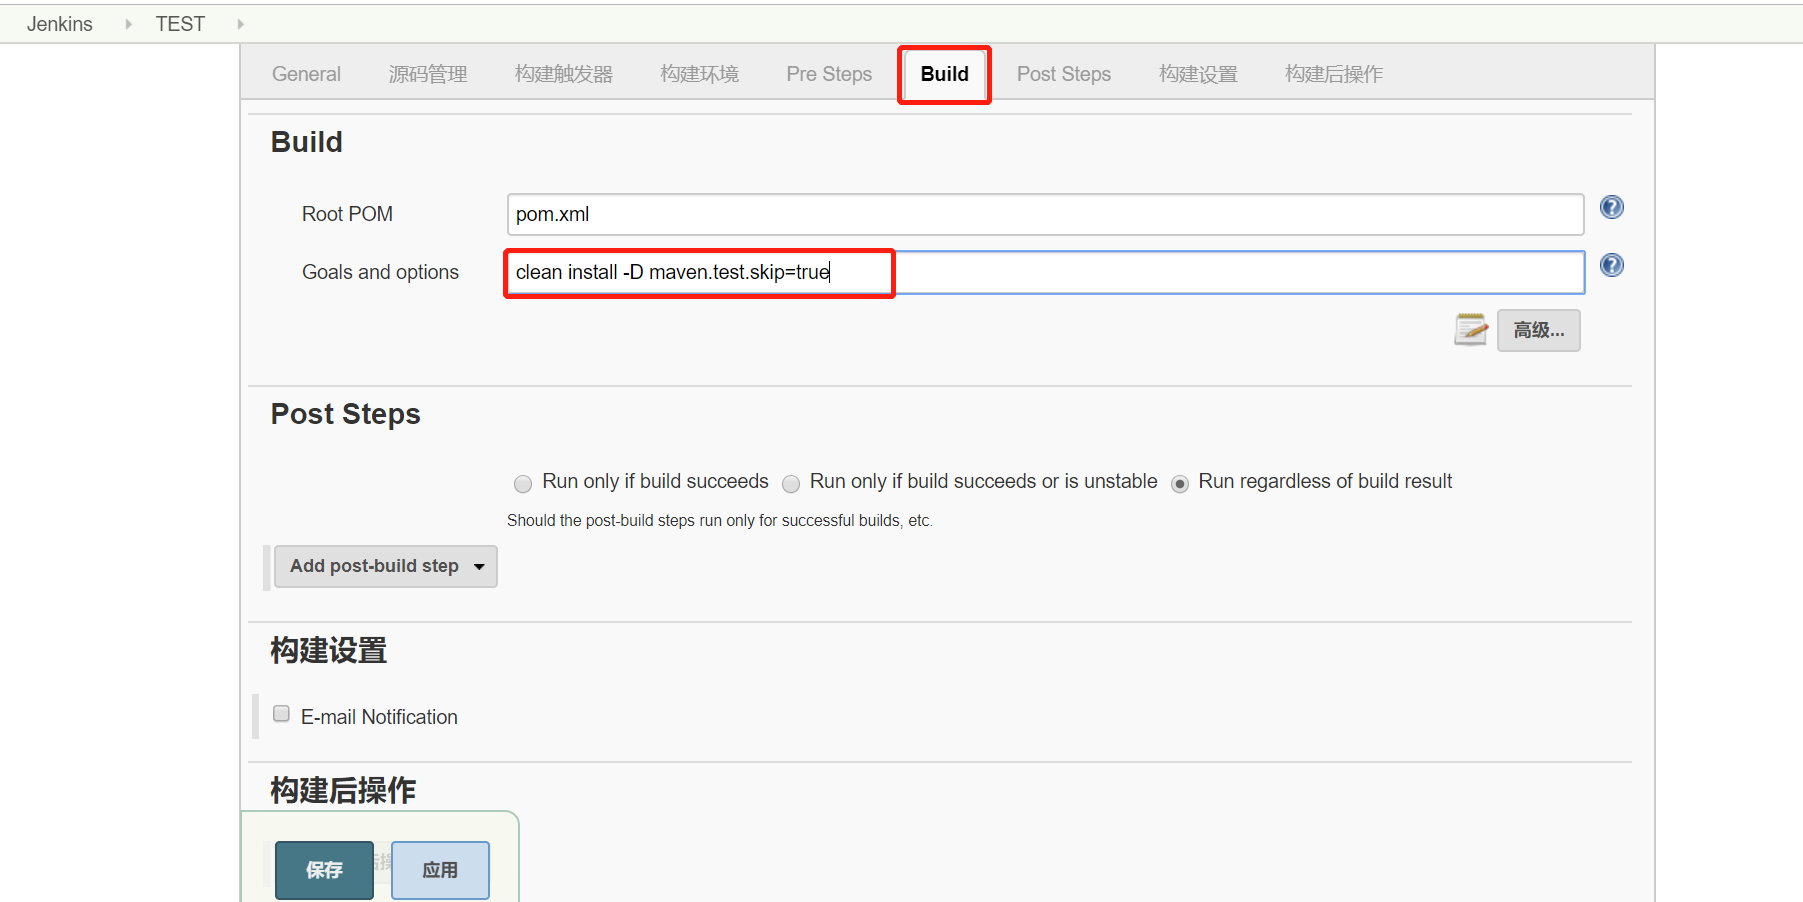 Jenkins TEST
General 源码管理 构建触发器 构建环境 Pre Steps Build Post Steps 构建设置 构建后操作
Build
Root POM pom.xml
Goals and options clean install -D maven.test.skip=true
高级...
Post Steps
Run only if build succeeds Run only if build succeeds or is unstable Run regardless of build result
Should the post-build steps run only for successful builds, etc.
Add post-build step
构建设置
E-mail Notification
构建后操作
保存 应用